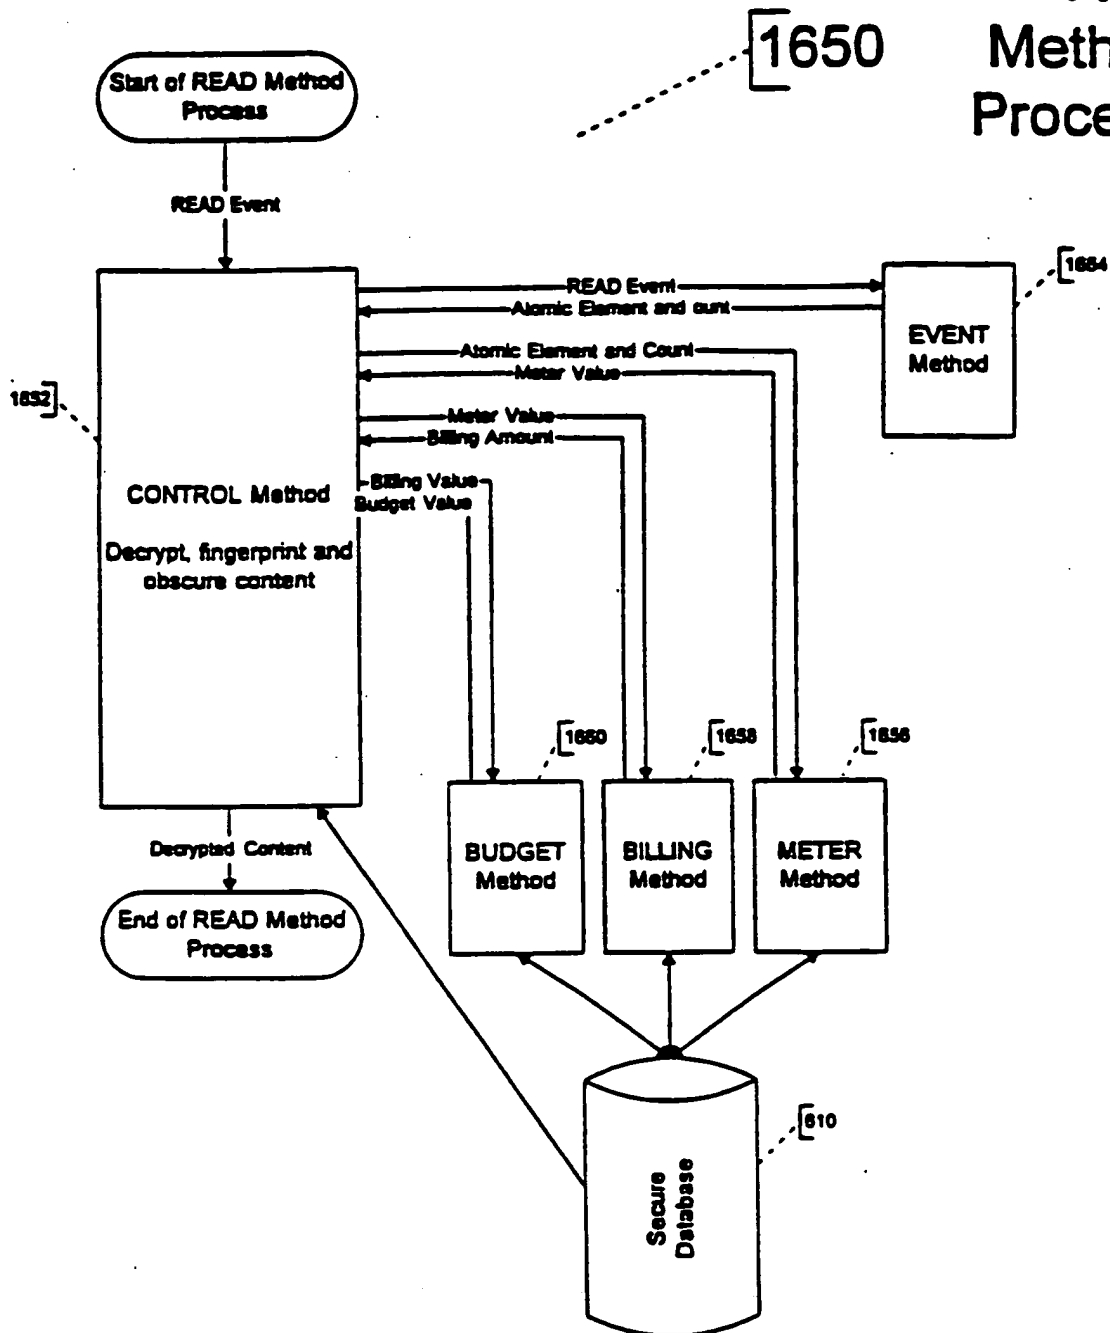 1650
Meth
Proce
Start of READ Method
Process
READ Event
READ Event
Atomic Element and ount
1654
EVENT
Method
Atomic Element and Count
Meter Value
1652
Meter Value
Billing Amount
Billing Value
Budget Value
CONTROL Method
Decrypt, fingerprint and
obscure content
1660
1658
1656
BUDGET
Method
BILLING
Method
METER
Method
Decrypted Content
End of READ Method
Process
610
Secure
Database